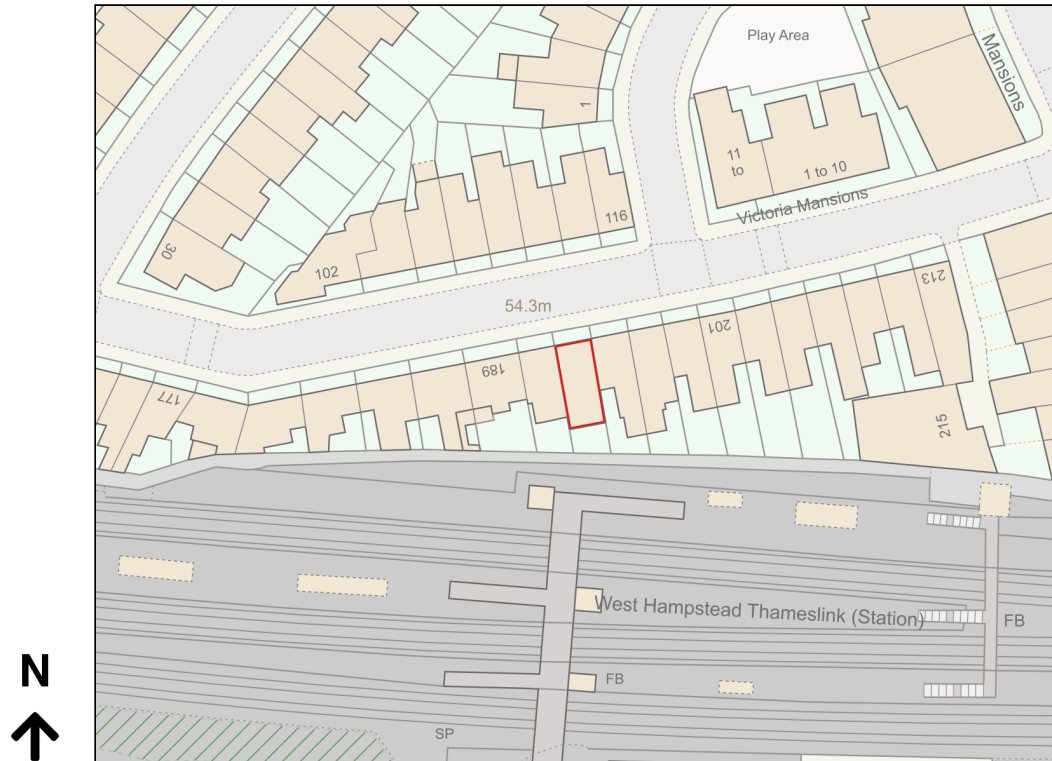 Play Area
Mansions
1
11
to
1 to 10
Victoria Mansions
116
30
102
54.3m
213
201
189
177
215
West Hampstead Thameslink (Station)
FB
FB
SP
N